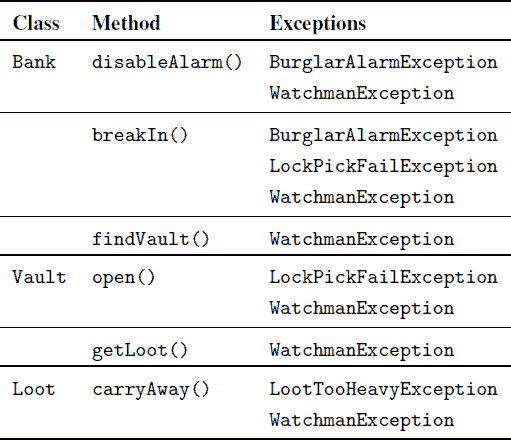 Class Method Exceptions
Bank disableAlarm() BurglarAlarmException
WatchmanException
breakIn() BurglarAlarmException
LockPickFailException
WatchmanException
findVault() WatchmanException
Vault open() LockPickFailException
WatchmanException
getLoot() WatchmanException
Loot carryAway() LootTooHeavyException
WatchmanException